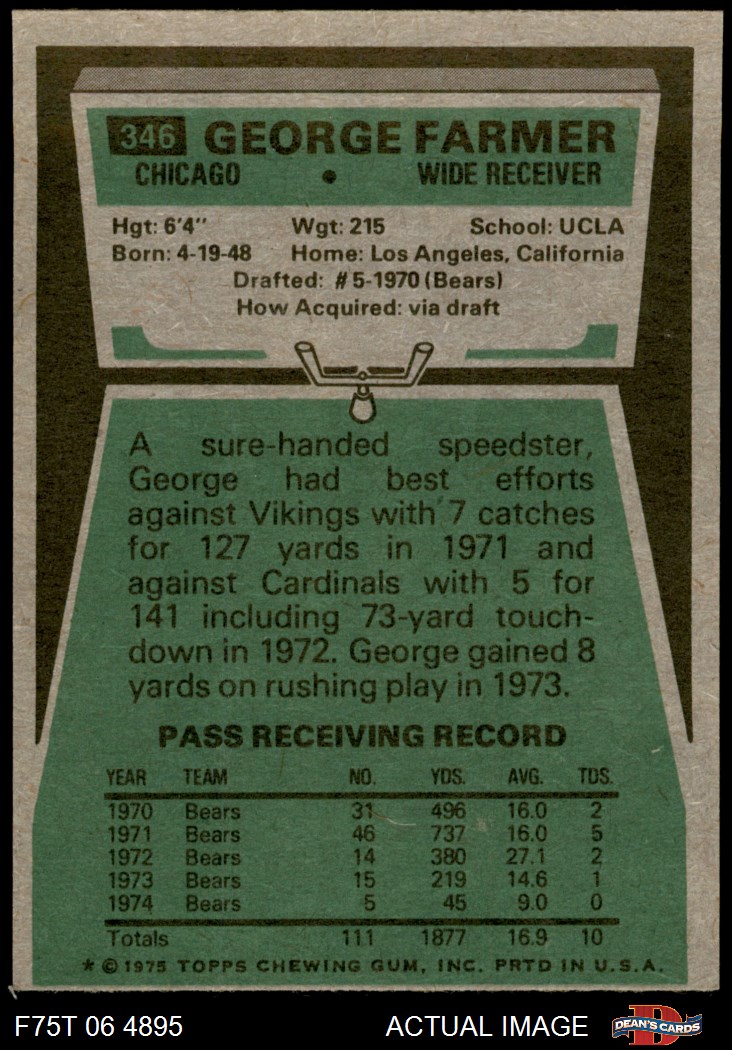 346 GEORGE FARMER
CHICAGO • WIDE RECEIVER
Hgt: 6'4" Wgt: 215 School: UCLA
Born: 4-19-48 Home: Los Angeles, California
Drafted: #5-1970 (Bears)
How Acquired: via draft
A sure-handed speedster,
George had best efforts
against Vikings with 7 catches
for 127 yards in 1971 and
against Cardinals with 5 for
141 including 73-yard touch-
down in 1972. George gained 8
yards on rushing play in 1973.
PASS RECEIVING RECORD
YEAR TEAM NO. YDS. AVG. TDS.
1970 Bears 31 496 16.0 2
1971 Bears 46 737 16.0 5
1972 Bears 14 380 27.1 2
1973 Bears 15 219 14.6 1
1974 Bears 5 45 9.0 0
Totals 111 1877 16.9 10
* © 1975 TOPPS CHEWING GUM, INC. PRTD IN U.S.A.
F75T 06 4895 ACTUAL IMAGE D DEAN'S CARDS